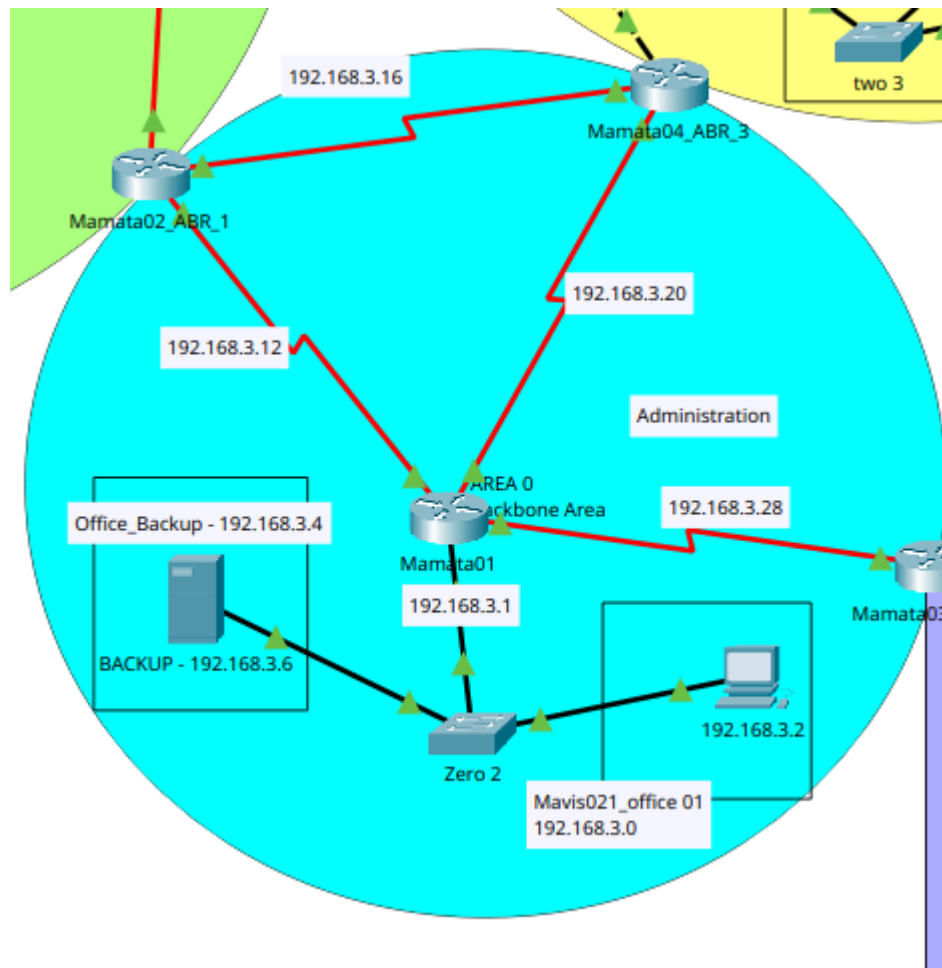 192.168.3.16
two 3
Mamata04_ABR_3
Mamata02_ABR_1
192.168.3.20
192.168.3.12
Administration
AREA 0
ackbone Area
192.168.3.28
Office_Backup - 192.168.3.4
Mamata01
192.168.3.1
Mamata03
BACKUP - 192.168.3.6
192.168.3.2
Zero 2
Mavis021_office 01
192.168.3.0